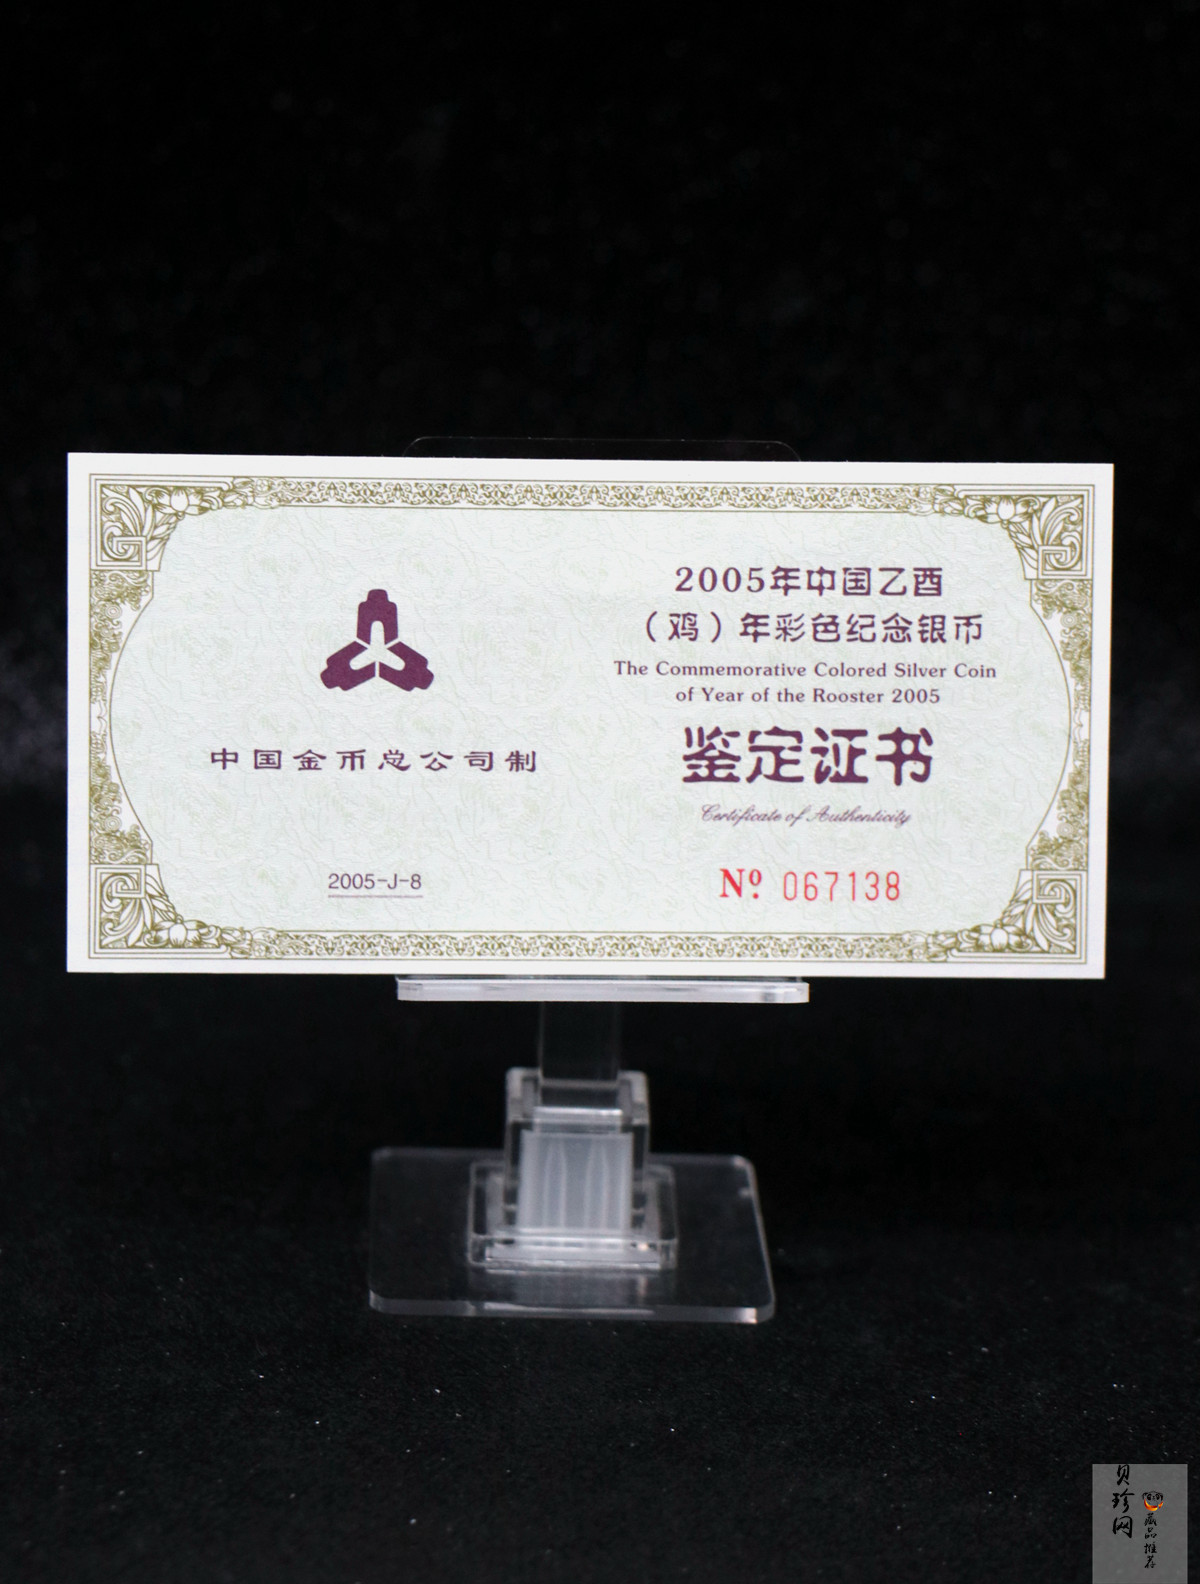 中国金币总公司制
2005-J-8
2005年中国乙酉
（鸡）年彩色纪念银币
The Commemorative Colored Silver Coin
of Year of the Rooster 2005
鉴定证书
Certificate of Authenticity
Nº 067138
贝珍网
藏品推荐